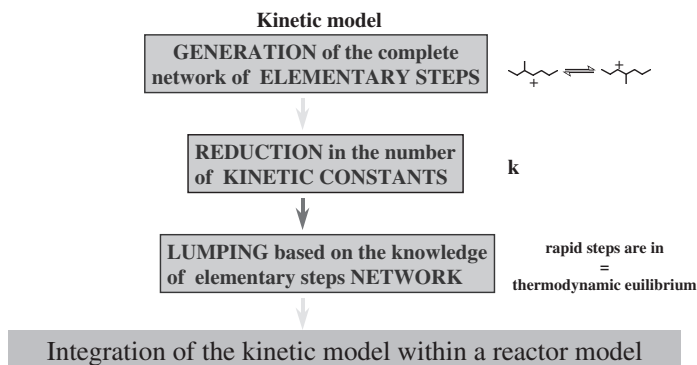 Kinetic model
GENERATION of the complete
network of ELEMENTARY STEPS
+
+
REDUCTION in the number
of KINETIC CONSTANTS
k
LUMPING based on the knowledge
of elementary steps NETWORK
rapid steps are in
=
thermodynamic euilibrium
Integration of the kinetic model within a reactor model